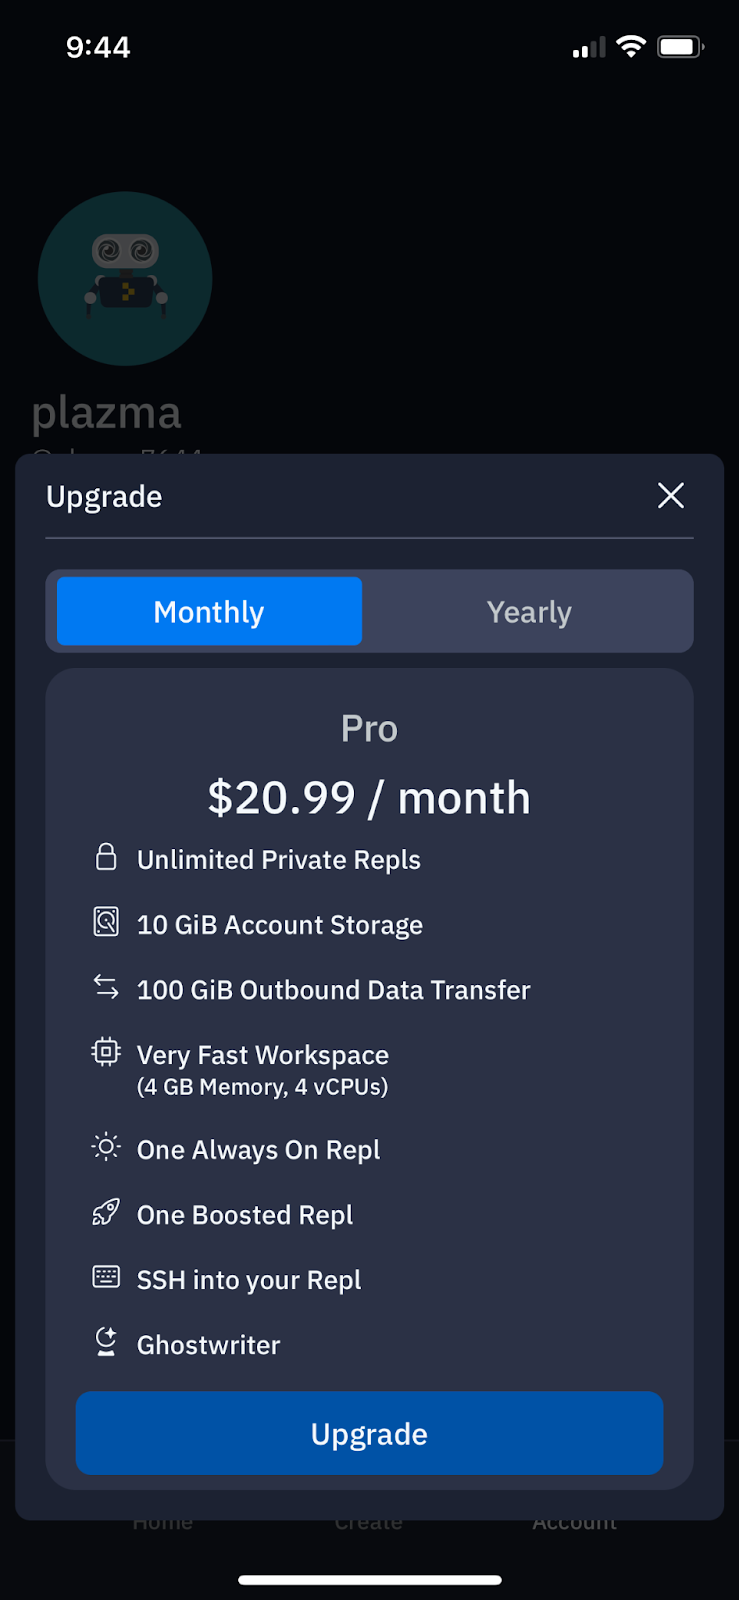 9:44
plazma
Upgrade
Monthly
Yearly
Pro
$20.99 / month
Unlimited Private Repls
10 GiB Account Storage
100 GiB Outbound Data Transfer
Very Fast Workspace
(4 GB Memory, 4 vCPUs)
One Always On Repl
One Boosted Repl
SSH into your Repl
Ghostwriter
Upgrade
Home
Create
Account